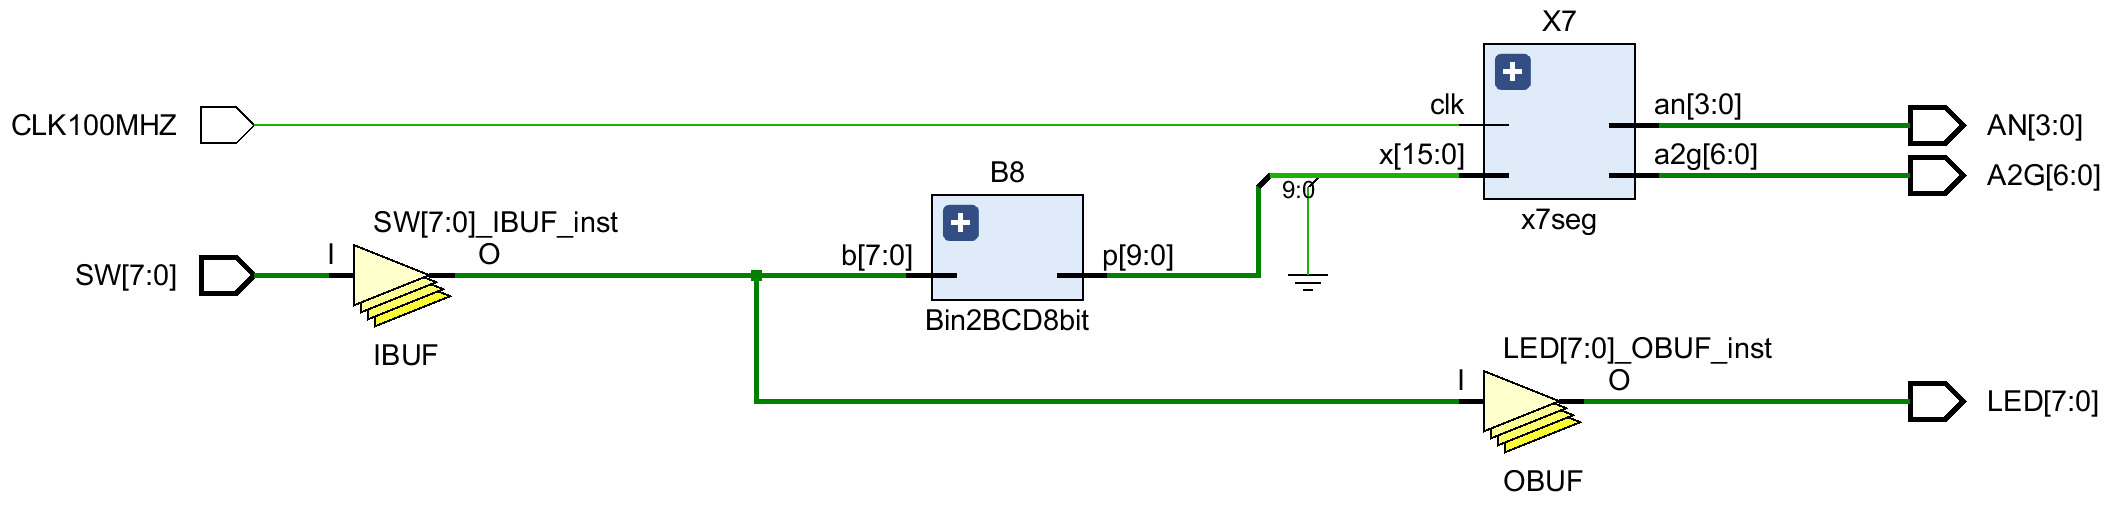 X7
clk
an[3:0]
CLK100MHZ
AN[3:0]
x[15:0]
a2g[6:0]
B8
9:0
A2G[6:0]
SW[7:0]_IBUF_inst
x7seg
I
O
b[7:0]
p[9:0]
SW[7:0]
Bin2BCD8bit
IBUF
LED[7:0]_OBUF_inst
I
O
LED[7:0]
OBUF